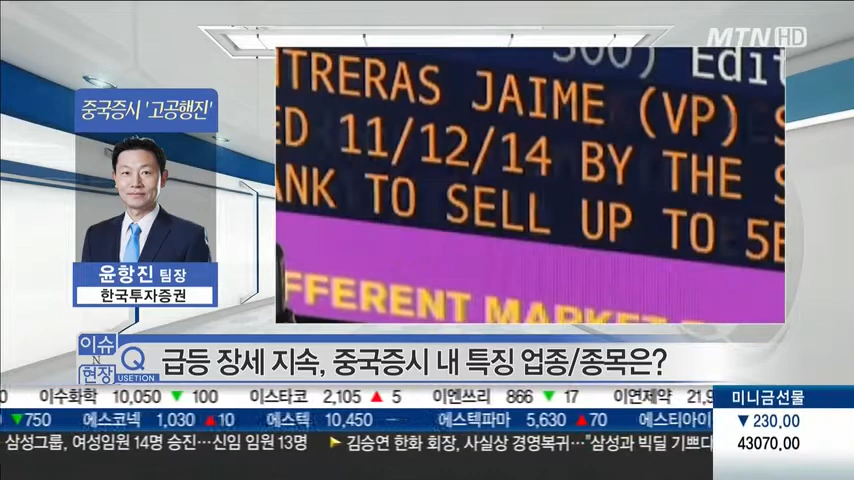 MTN HD
중국증시 '고공행진'
윤항진 팀장
한국투자증권
500) Edit
TRERAS JAIME (VP) S
ED 11/12/14 BY THE S
ANK TO SELL UP TO 5B
FFERENT MARKET
이슈 N 현장 Q USETION
급등 장세 지속, 중국증시 내 특징 업종/종목은?
이수화학 10,050 ▼ 100 이스타코 2,105 ▲ 5 이엔쓰리 866 ▼ 17 이연제약 21,9
▼750 에스코넥 1,030 ▲10 에스텍 10,450 − 에스텍파마 5,630 ▲70 에스티아이
삼성그룹, 여성임원 14명 승진…신임 임원 13명 ▶ 김승연 한화 회장, 사실상 경영복귀…"삼성과 빅딜 기쁘다
미니금선물
▼230.00
43070.00